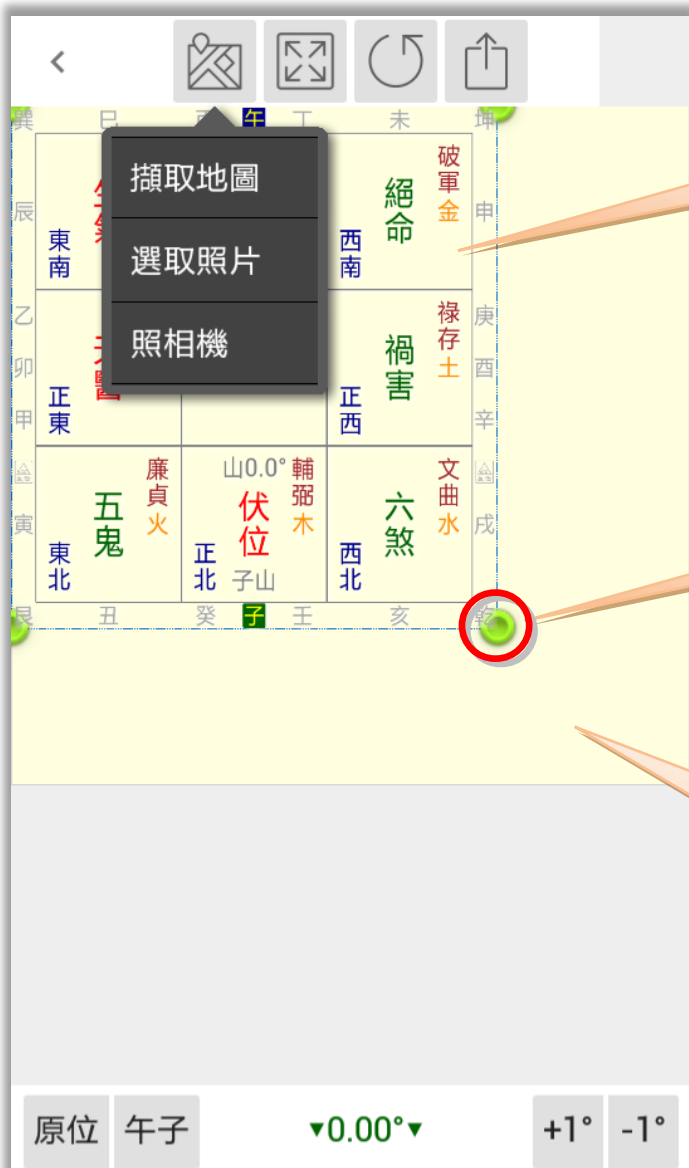 巽 巳 午 丁 未 坤
擷取地圖
選取照片
照相機
辰
東南
西南
絕命
破軍
金
申
乙
卯
甲
正東
正西
禍害
祿存
土
庚
酉
辛
寅
東北
五鬼
廉貞
火
山0.0°
輔弼
木
伏位
正北
子山
西北
六煞
文曲
水
戌
艮 丑 癸 子 壬 亥 乾
原位 午子 ▾0.00°▾ +1° -1°